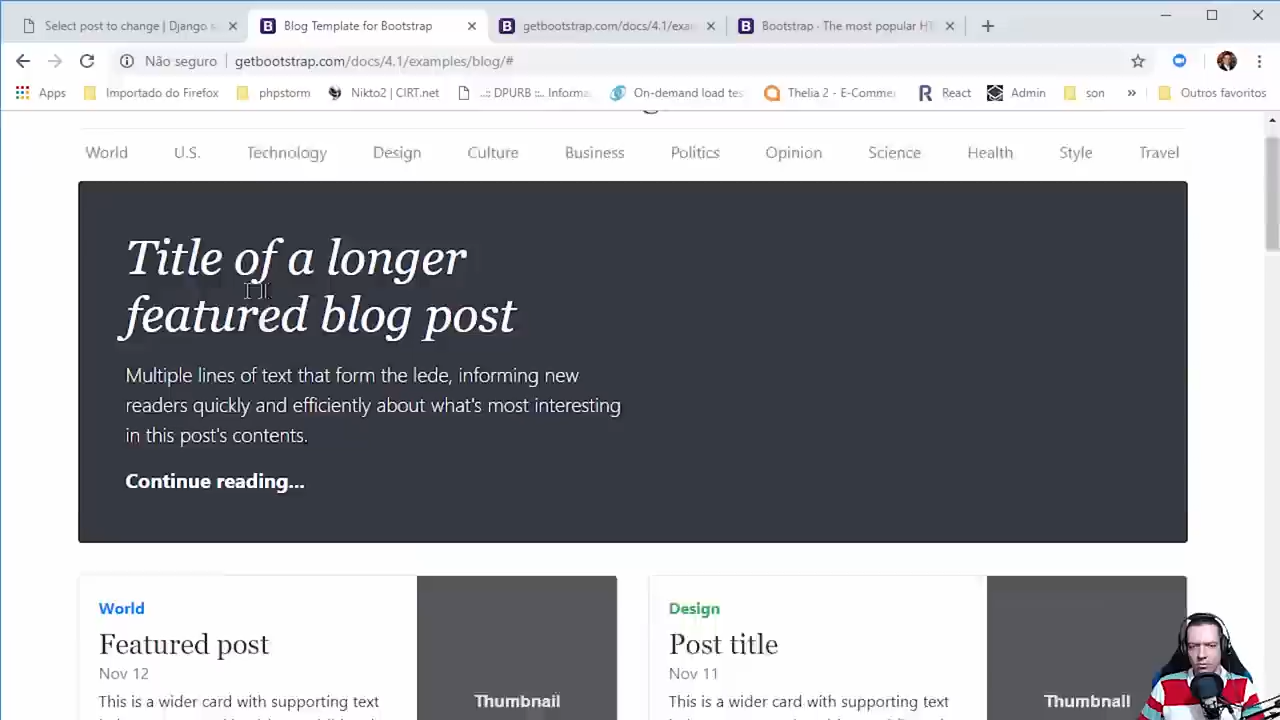 Select post to change | Django s
Blog Template for Bootstrap
getbootstrap.com/docs/4.1/exam
Bootstrap · The most popular HT
Não seguro
getbootstrap.com/docs/4.1/examples/blog/#
Apps
Importado do Firefox
phpstorm
Nikto2 | CIRT.net
..:: DPURB ::.. Informa
On-demand load tes
Thelia 2 - E-Comme
React
Admin
son
»
Outros favoritos
World
U.S.
Technology
Design
Culture
Business
Politics
Opinion
Science
Health
Style
Travel
Title of a longer
featured blog post
Multiple lines of text that form the lede, informing new
readers quickly and efficiently about what's most interesting
in this post's contents.
Continue reading...
World
Featured post
Nov 12
This is a wider card with supporting text
Thumbnail
Design
Post title
Nov 11
This is a wider card with supporting text
Thumbnail